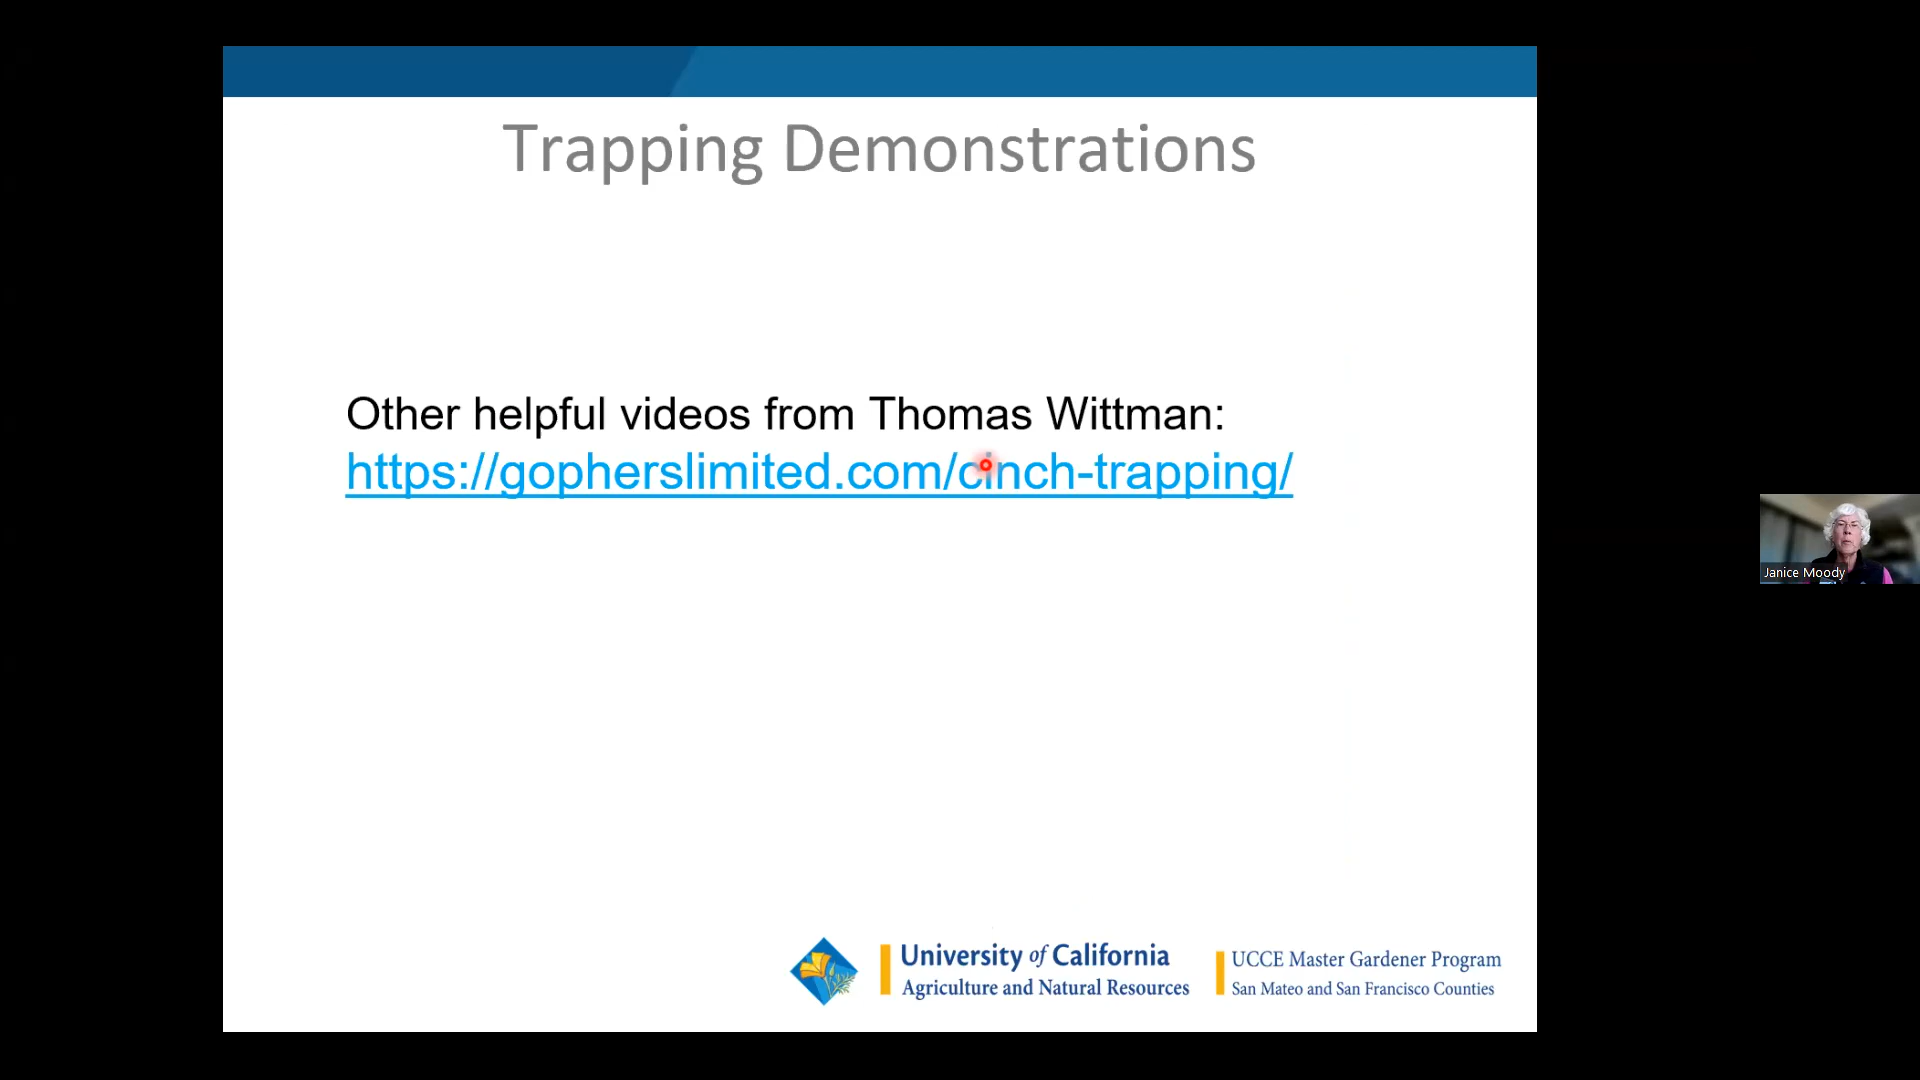 Trapping Demonstrations
Other helpful videos from Thomas Wittman:
https://gopherslimited.com/cinch-trapping/
Janice Moody
University of California
Agriculture and Natural Resources
UCCE Master Gardener Program
San Mateo and San Francisco Counties